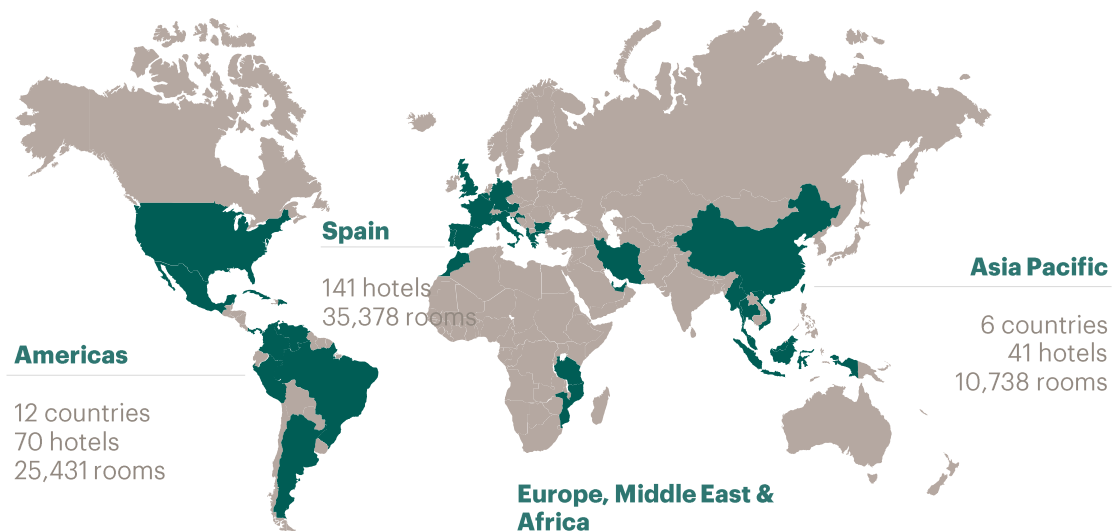 Spain
141 hotels
35,378 rooms
Asia Pacific
6 countries
41 hotels
10,738 rooms
Americas
12 countries
70 hotels
25,431 rooms
Europe, Middle East &
Africa